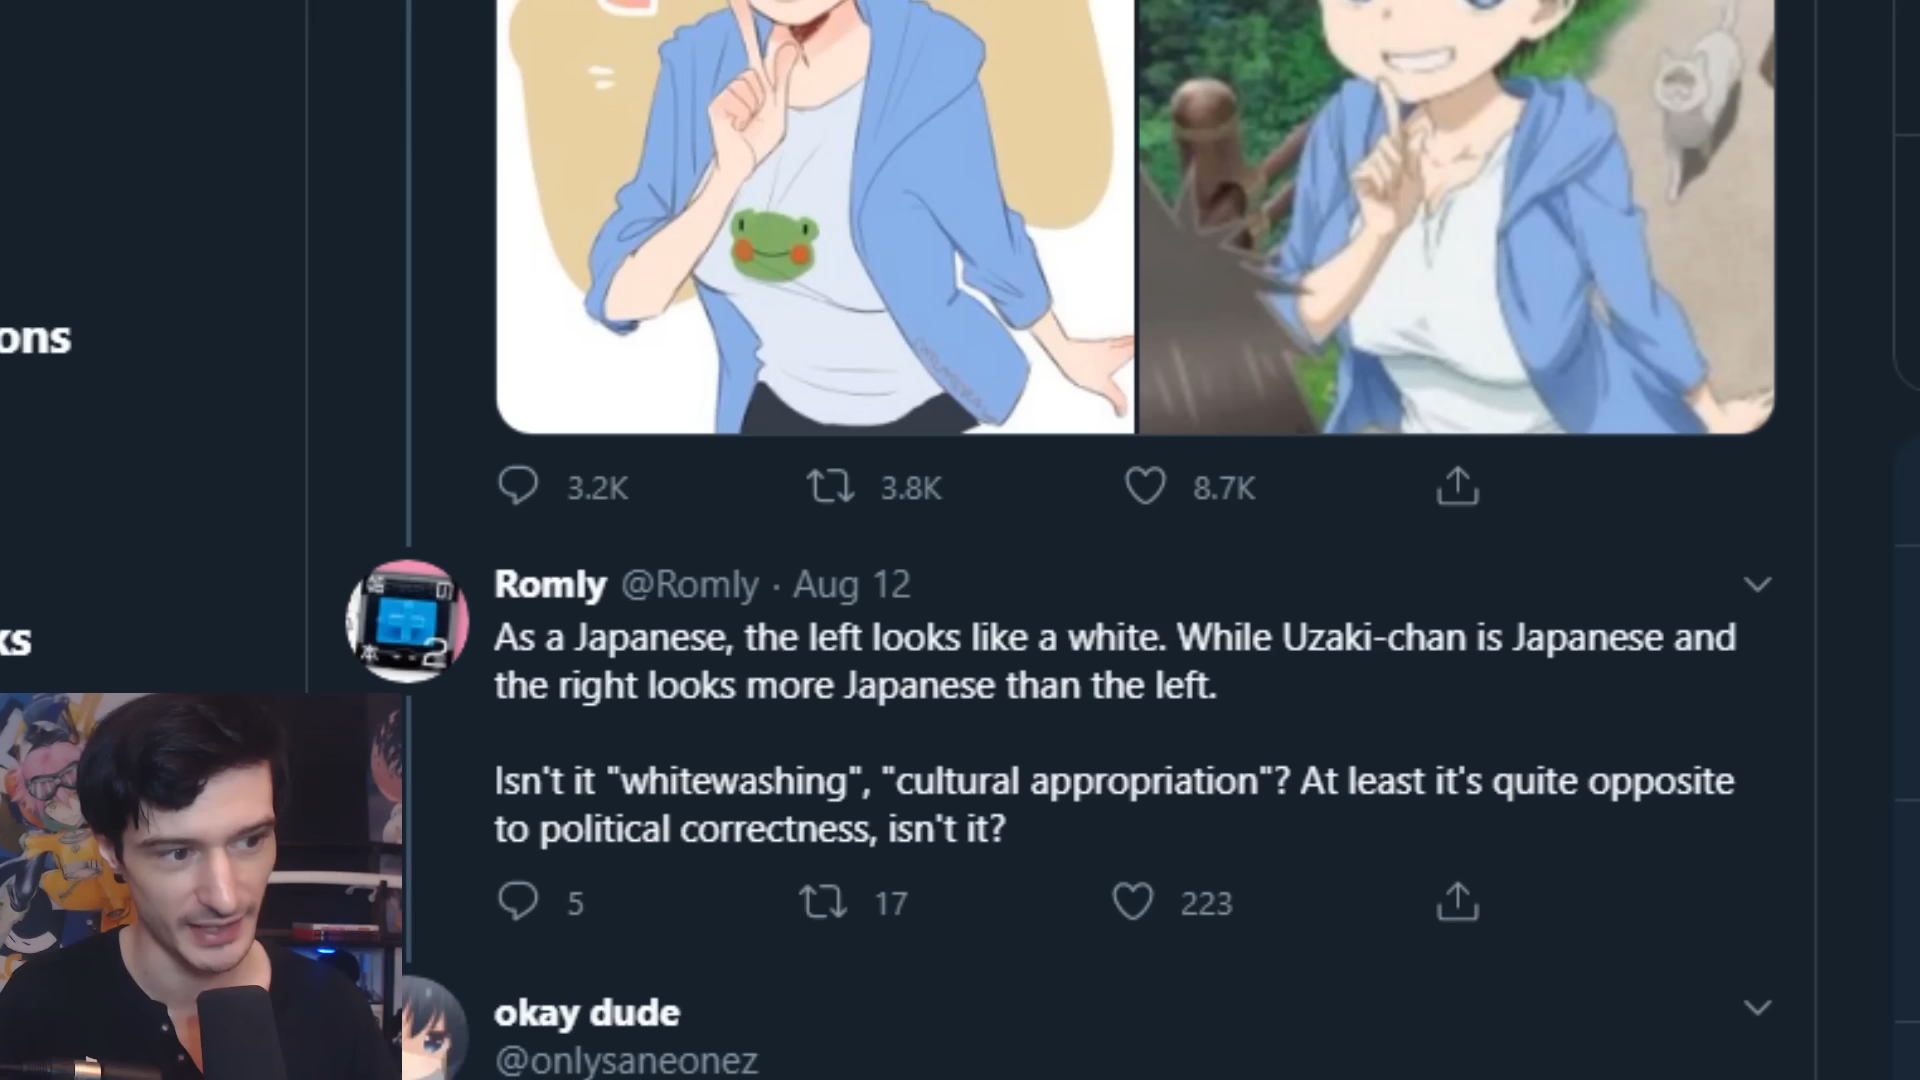 3.2K 3.8K 8.7K
ons
Romly @Romly · Aug 12
As a Japanese, the left looks like a white. While Uzaki-chan is Japanese and
the right looks more Japanese than the left.
ks
Isn't it "whitewashing", "cultural appropriation"? At least it's quite opposite
to political correctness, isn't it?
5 17 223
okay dude
@onlysaneonez